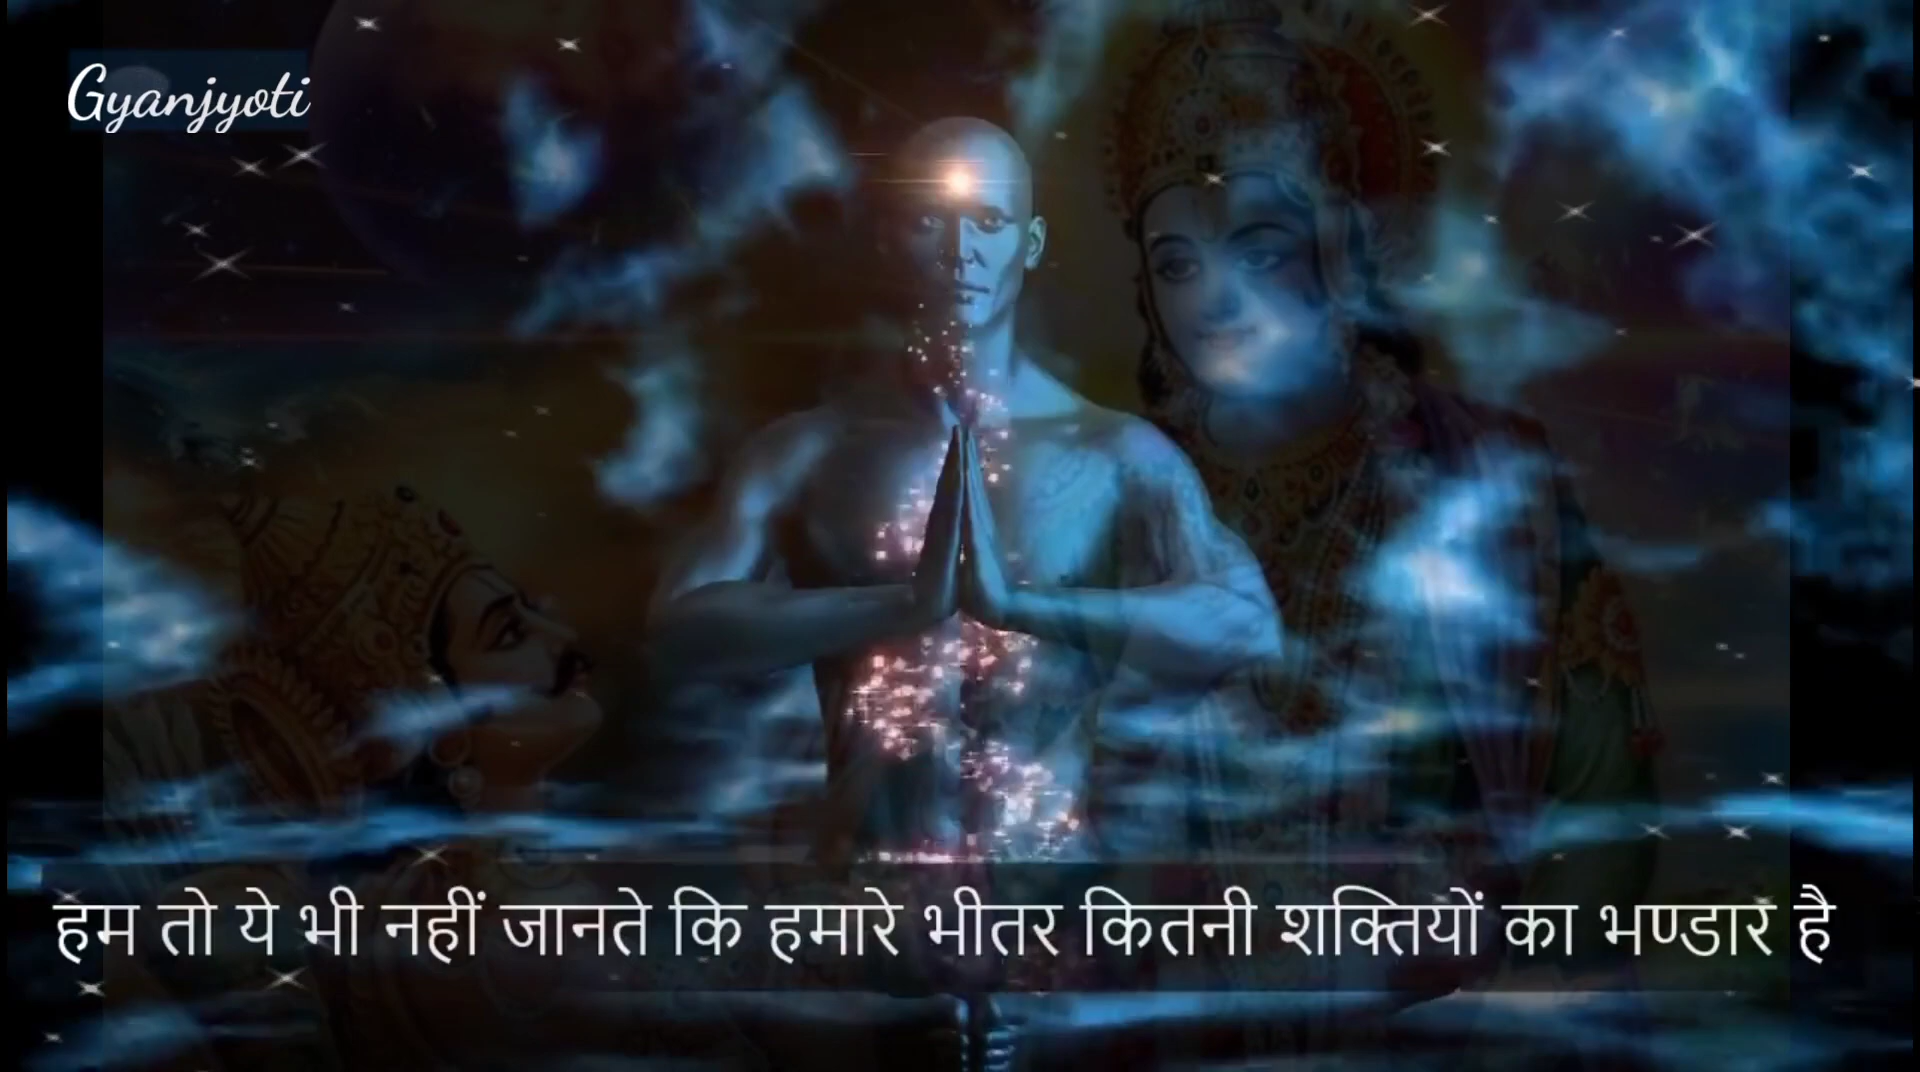 Gyanjyoti
हम तो ये भी नहीं जानते कि हमारे भीतर कितनी शक्तियों का भण्डार है